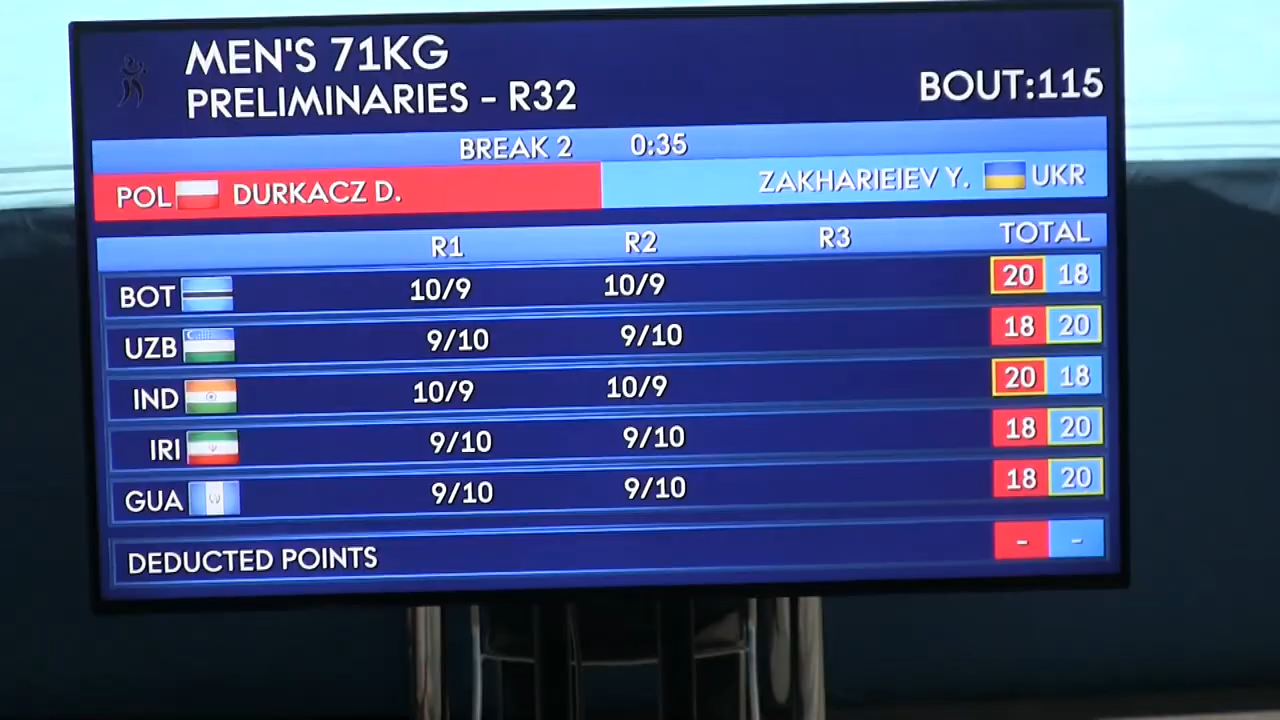 MEN'S 71KG
PRELIMINARIES - R32
BOUT:115
BREAK 2 0:35
POL DURKACZ D. ZAKHARIEIEV Y. UKR
R1 R2 R3 TOTAL
BOT 10/9 10/9 20 18
UZB 9/10 9/10 18 20
IND 10/9 10/9 20 18
IRI 9/10 9/10 18 20
GUA 9/10 9/10 18 20
DEDUCTED POINTS - -